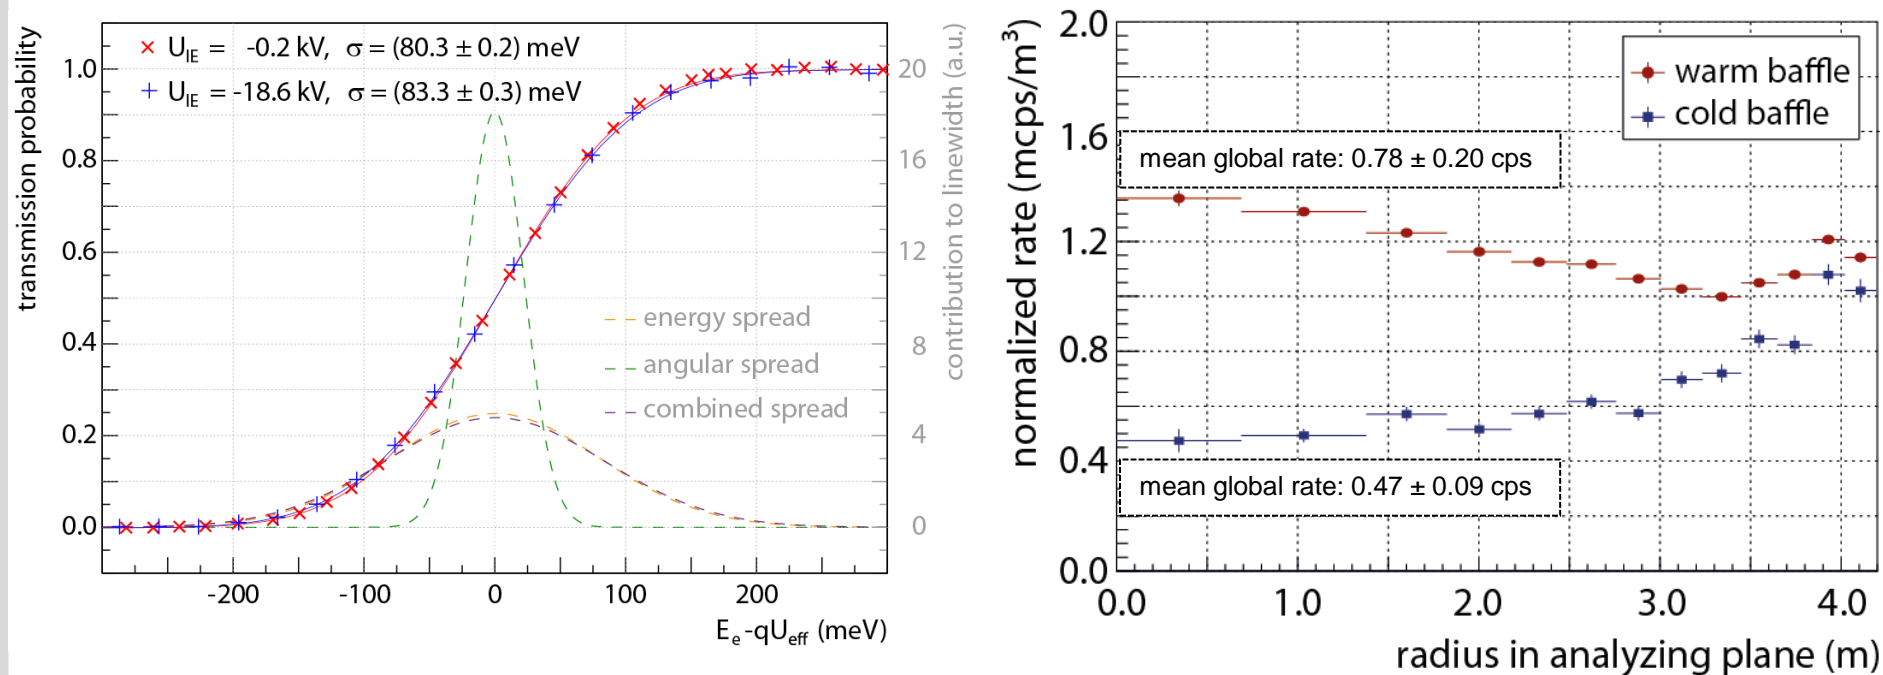 transmission probability
× U_IE = -0.2 kV, σ = (80.3 ± 0.2) meV
+ U_IE = -18.6 kV, σ = (83.3 ± 0.3) meV
1.0
0.8
0.6
0.4
0.2
0.0
energy spread
angular spread
combined spread
20
16
12
8
4
0
contribution to linewidth (a.u.)
-200 -100 0 100 200
E_e -qU_eff (meV)
normalized rate (mcps/m³)
2.0
1.6
1.2
0.8
0.4
0.0
warm baffle
cold baffle
mean global rate: 0.78 ± 0.20 cps
mean global rate: 0.47 ± 0.09 cps
0.0 1.0 2.0 3.0 4.0
radius in analyzing plane (m)